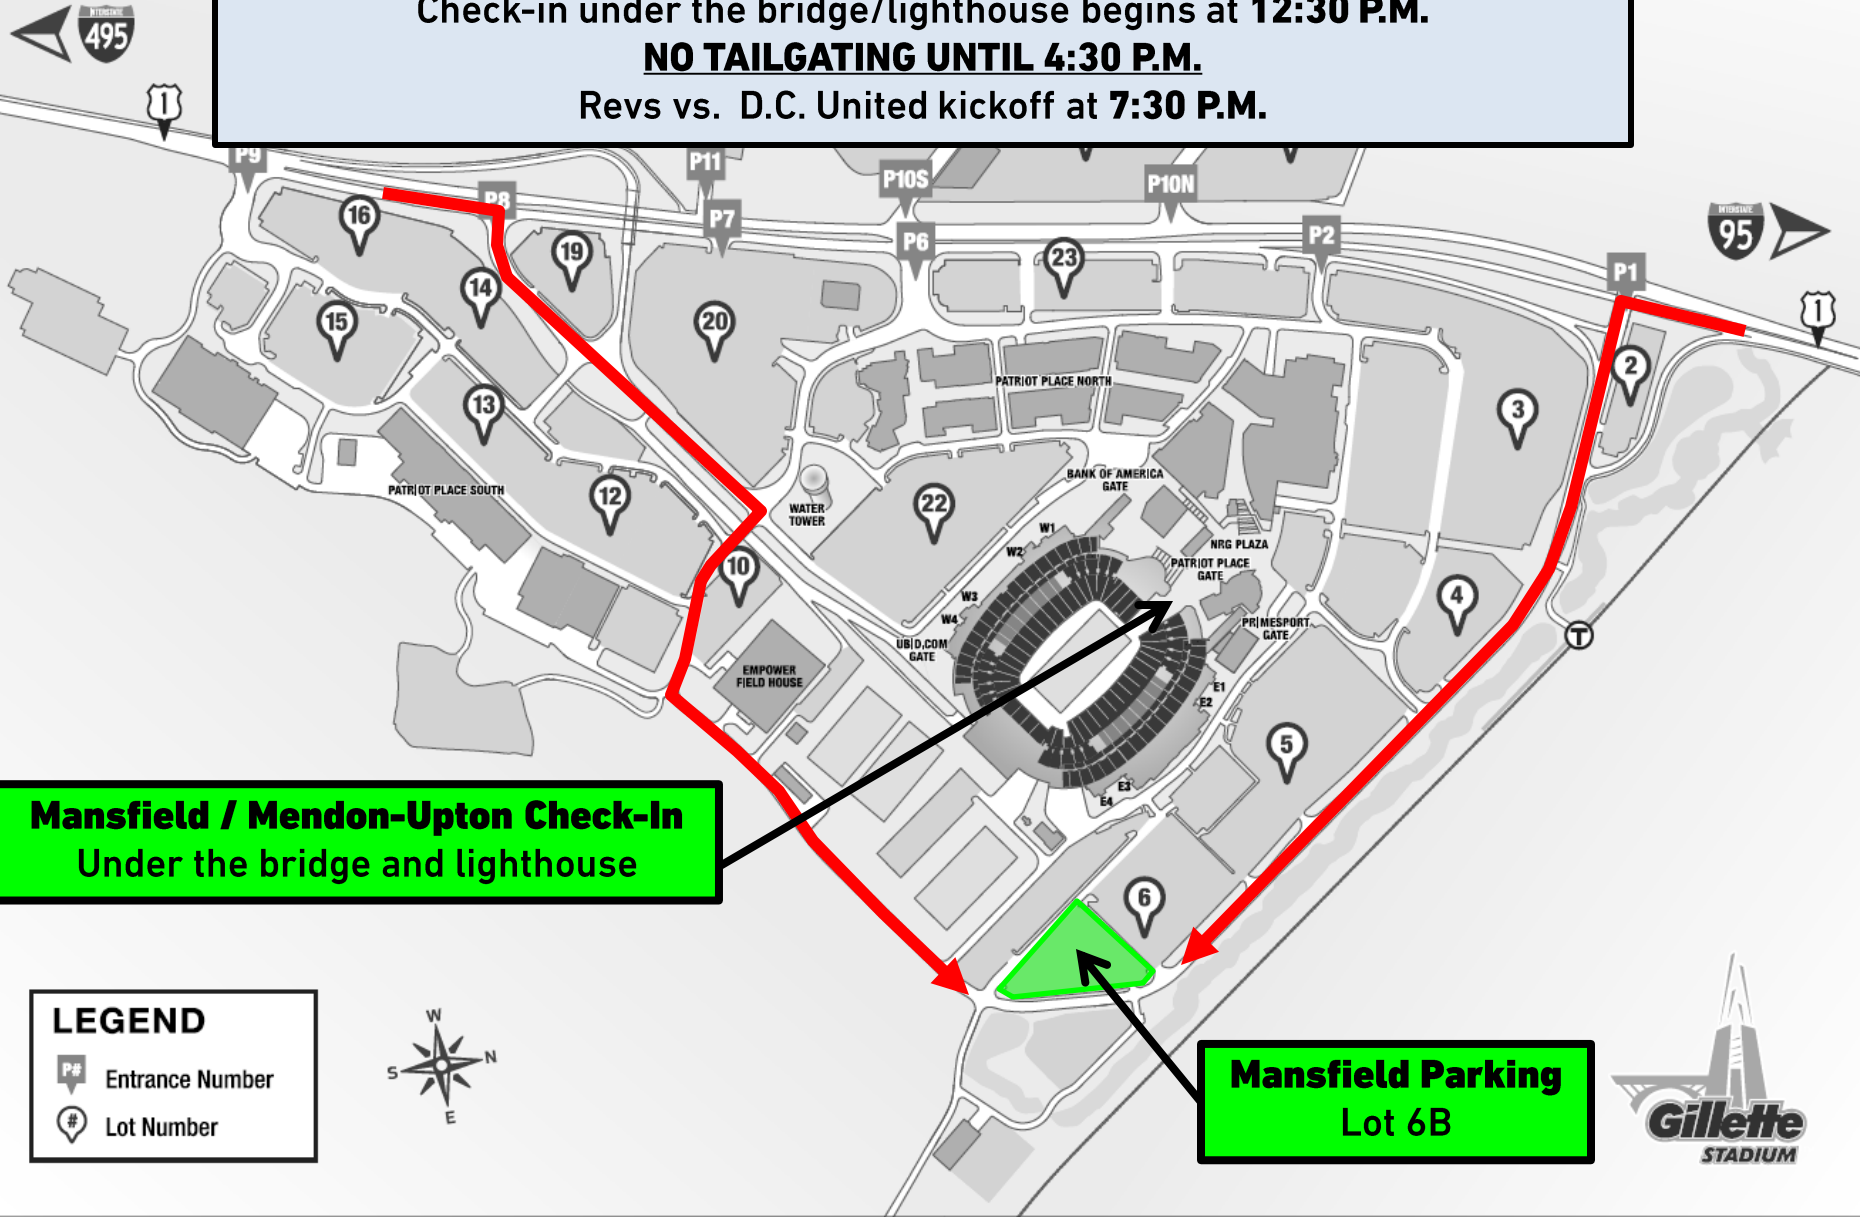 Check-in under the bridge/lighthouse begins at 12:30 P.M.
NO TAILGATING UNTIL 4:30 P.M.
Revs vs. D.C. United kickoff at 7:30 P.M.
INTERSTATE
495
1
P9
P8
P11
P7
P10S
P6
P10N
P2
P1
INTERSTATE
95
1
16
19
14
15
20
23
2
3
13
12
10
22
4
5
6
PATRIOT PLACE NORTH
PATRIOT PLACE SOUTH
WATER
TOWER
BANK OF AMERICA
GATE
NRG PLAZA
PATRIOT PLACE
GATE
PRIMESPORT
GATE
UBID.COM
GATE
W1
W2
W3
W4
E1
E2
E3
E4
T
EMPOWER
FIELD HOUSE
Mansfield / Mendon-Upton Check-In
Under the bridge and lighthouse
Mansfield Parking
Lot 6B
LEGEND
P# Entrance Number
# Lot Number
W
N
S
E
Gillette
STADIUM